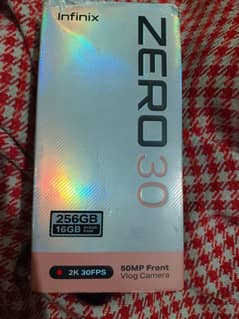 Infinix
ZERO 30
256GB
16GB
2K 30FPS
50MP Front
Vlog Camera